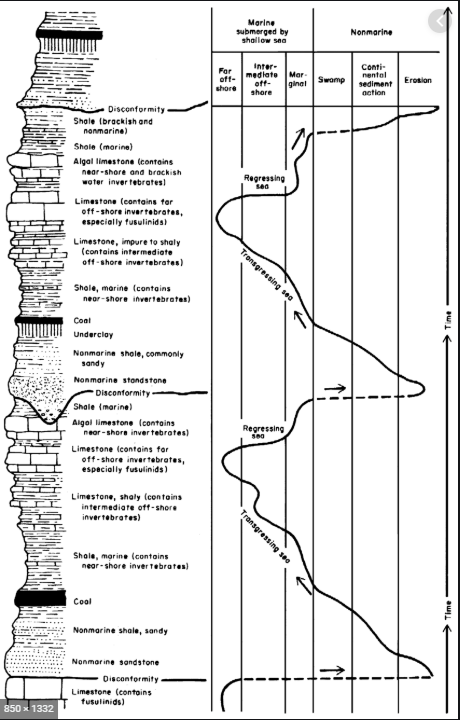 Marine
submerged by
shallow sea
Nonmarine
Far
off-
shore
Inter-
mediate
off-
shore
Mar-
ginal
Swamp
Conti-
nental
sediment
action
Erosion
Disconformity
Shale (brackish and
nonmarine)
Shale (marine)
Algal limestone (contains
near-shore and brackish
water invertebrates)
Limestone (contains far
off-shore invertebrates,
especially fusulinids)
Limestone, impure to shaly
(contains intermediate
off-shore invertebrates)
Shale, marine (contains
near-shore invertebrates)
Coal
Underclay
Nonmarine shale, commonly
sandy
Nonmarine standstone
Disconformity
Shale (marine)
Algal limestone (contains
near-shore invertebrates)
Limestone (contains far
off-shore invertebrates,
especially fusulinids)
Limestone, shaly (contains
intermediate off-shore
invertebrates)
Shale, marine (contains
near-shore invertebrates)
Coal
Nonmarine shale, sandy
Nonmarine sandstone
Disconformity
Limestone (contains
fusulinids)
Regressing
sea
Transgressing sea
Regressing
sea
Transgressing sea
Time
Time
850 × 1332